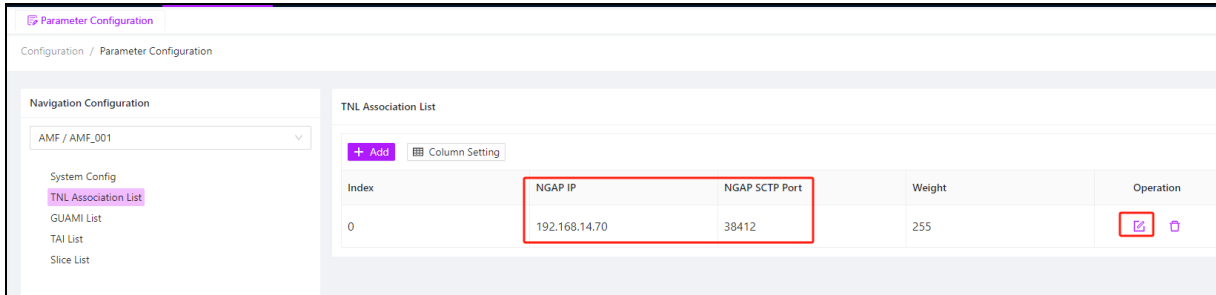 Parameter Configuration
Configuration / Parameter Configuration
Navigation Configuration
AMF / AMF_001
System Config
TNL Association List
GUAMI List
TAI List
Slice List
TNL Association List
+ Add Column Setting
Index NGAP IP NGAP SCTP Port Weight Operation
0 192.168.14.70 38412 255